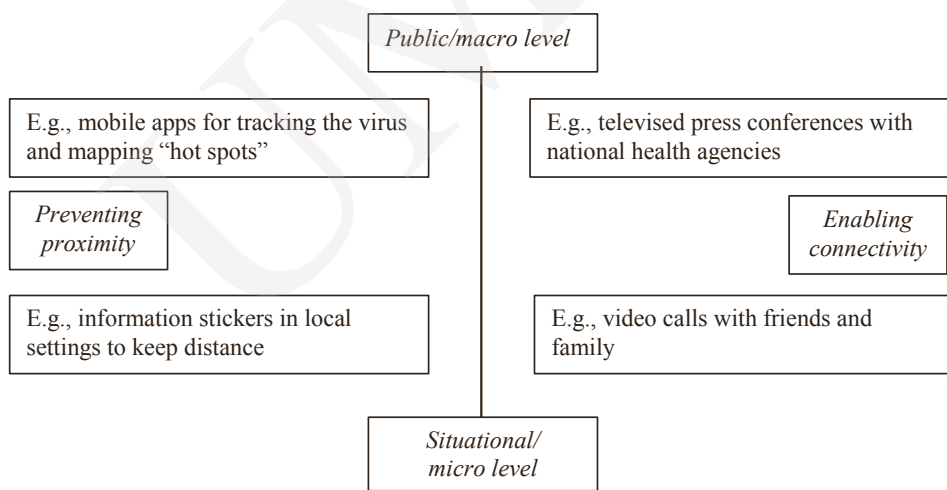 Public/macro level
E.g., mobile apps for tracking the virus
and mapping “hot spots”
E.g., televised press conferences with
national health agencies
Preventing
proximity
Enabling
connectivity
E.g., information stickers in local
settings to keep distance
E.g., video calls with friends and
family
Situational/
micro level